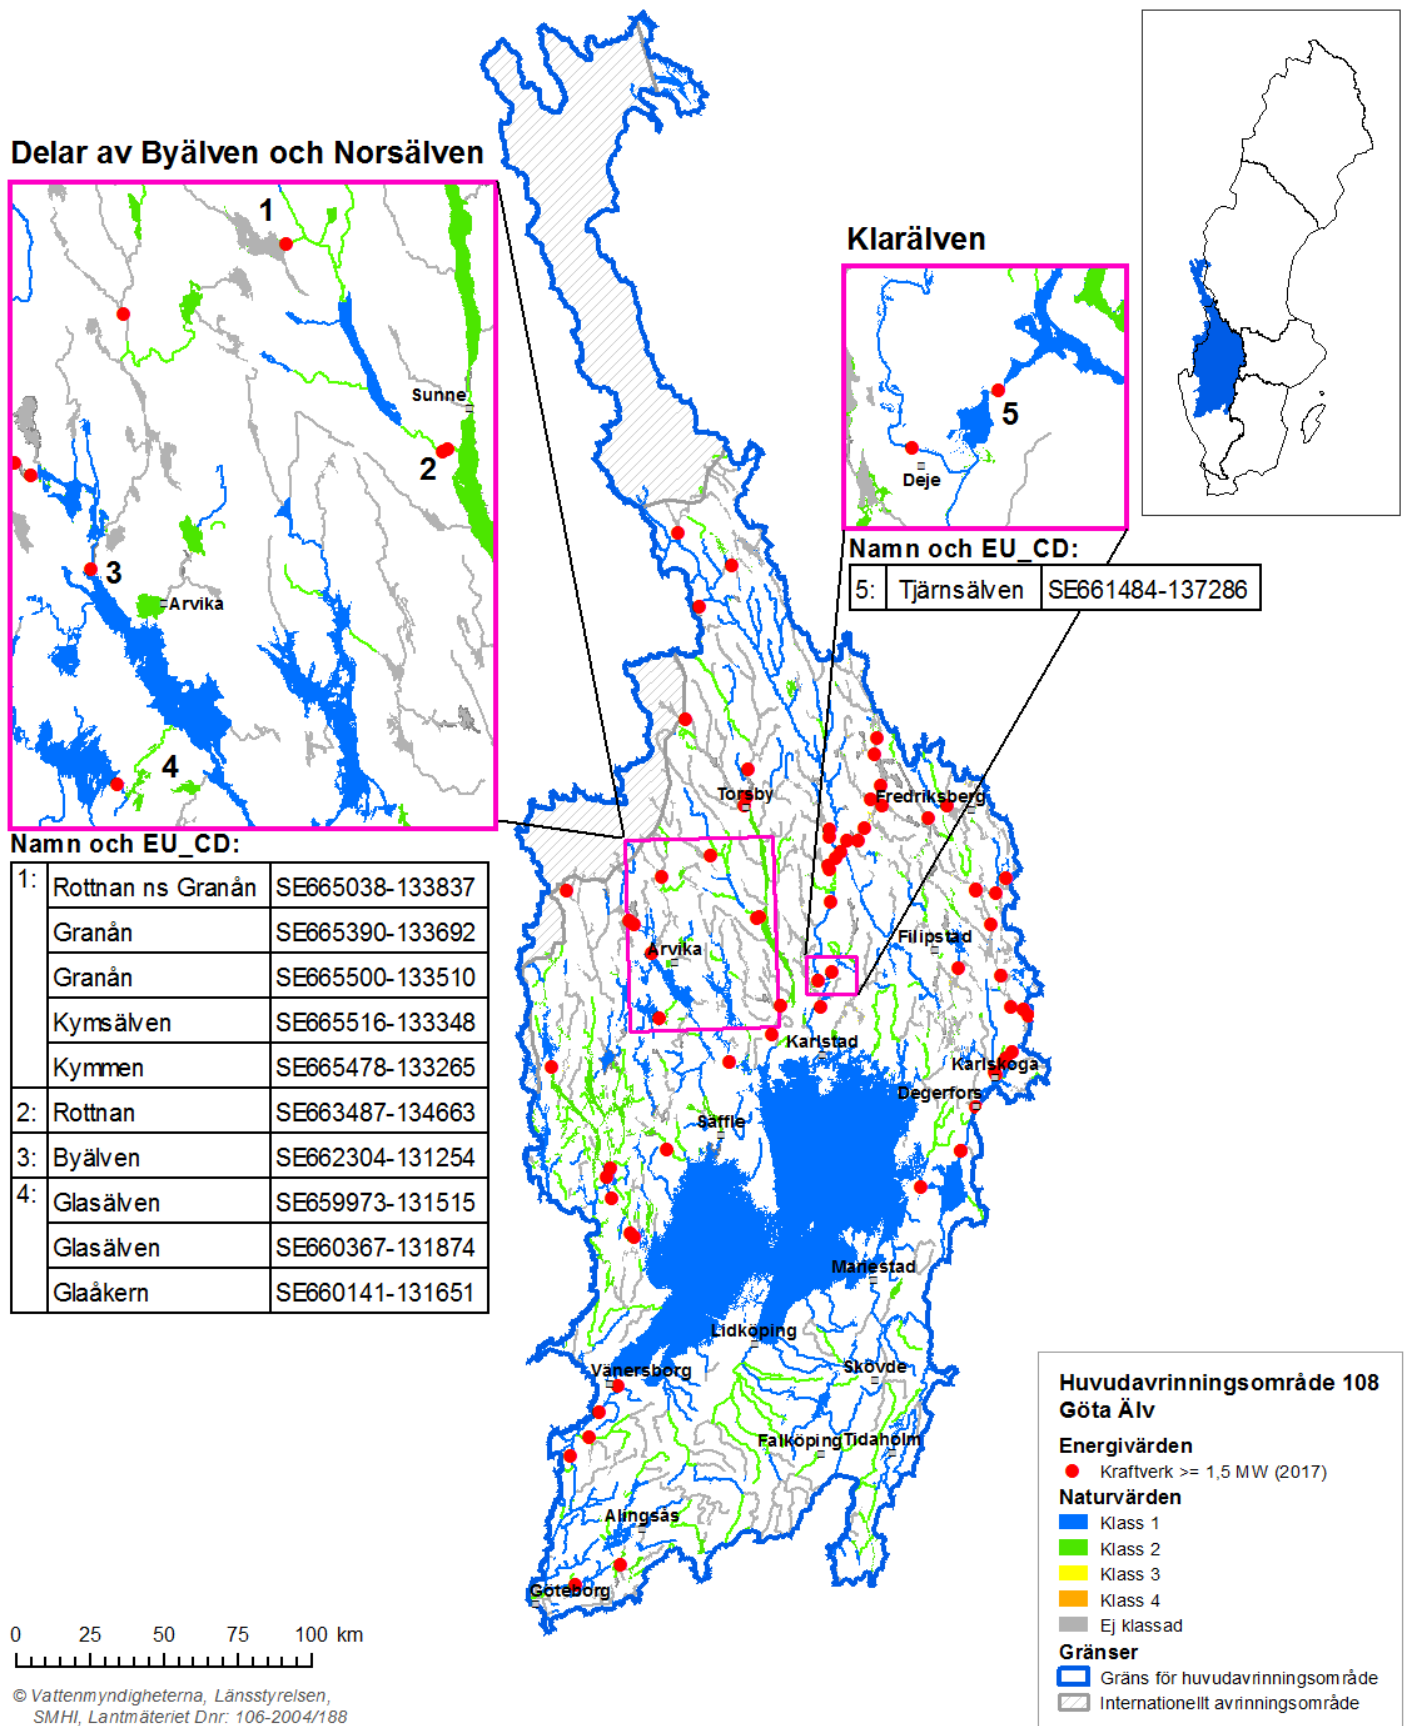 Delar av Byälven och Norsälven
1
Sunne
2
3
Arvika
4
Klarälven
5
Deje
Namn och EU_CD:
5: Tjärnsälven SE661484-137286
Namn och EU_CD:
1: Rottnan ns Granån SE665038-133837
Granån SE665390-133692
Granån SE665500-133510
Kymsälven SE665516-133348
Kymmen SE665478-133265
2: Rottnan SE663487-134663
3: Byälven SE662304-131254
4: Glasälven SE659973-131515
Glasälven SE660367-131874
Glaåkern SE660141-131651
Torsby
Fredriksberg
Filipstad
Arvika
Karlstad
Karlskoga
Degerfors
Säffle
Mariestad
Lidköping
Vänersborg
Skövde
Falköping Tidaholm
Alingsås
Göteborg
Huvudavrinningsområde 108
Göta Älv
Energivärden
Kraftverk >= 1,5 MW (2017)
Naturvärden
Klass 1
Klass 2
Klass 3
Klass 4
Ej klassad
Gränser
Gräns för huvudavrinningsområde
Internationellt avrinningsområde
0 25 50 75 100 km
© Vattenmyndigheterna, Länsstyrelsen,
SMHI, Lantmäteriet Dnr: 106-2004/188